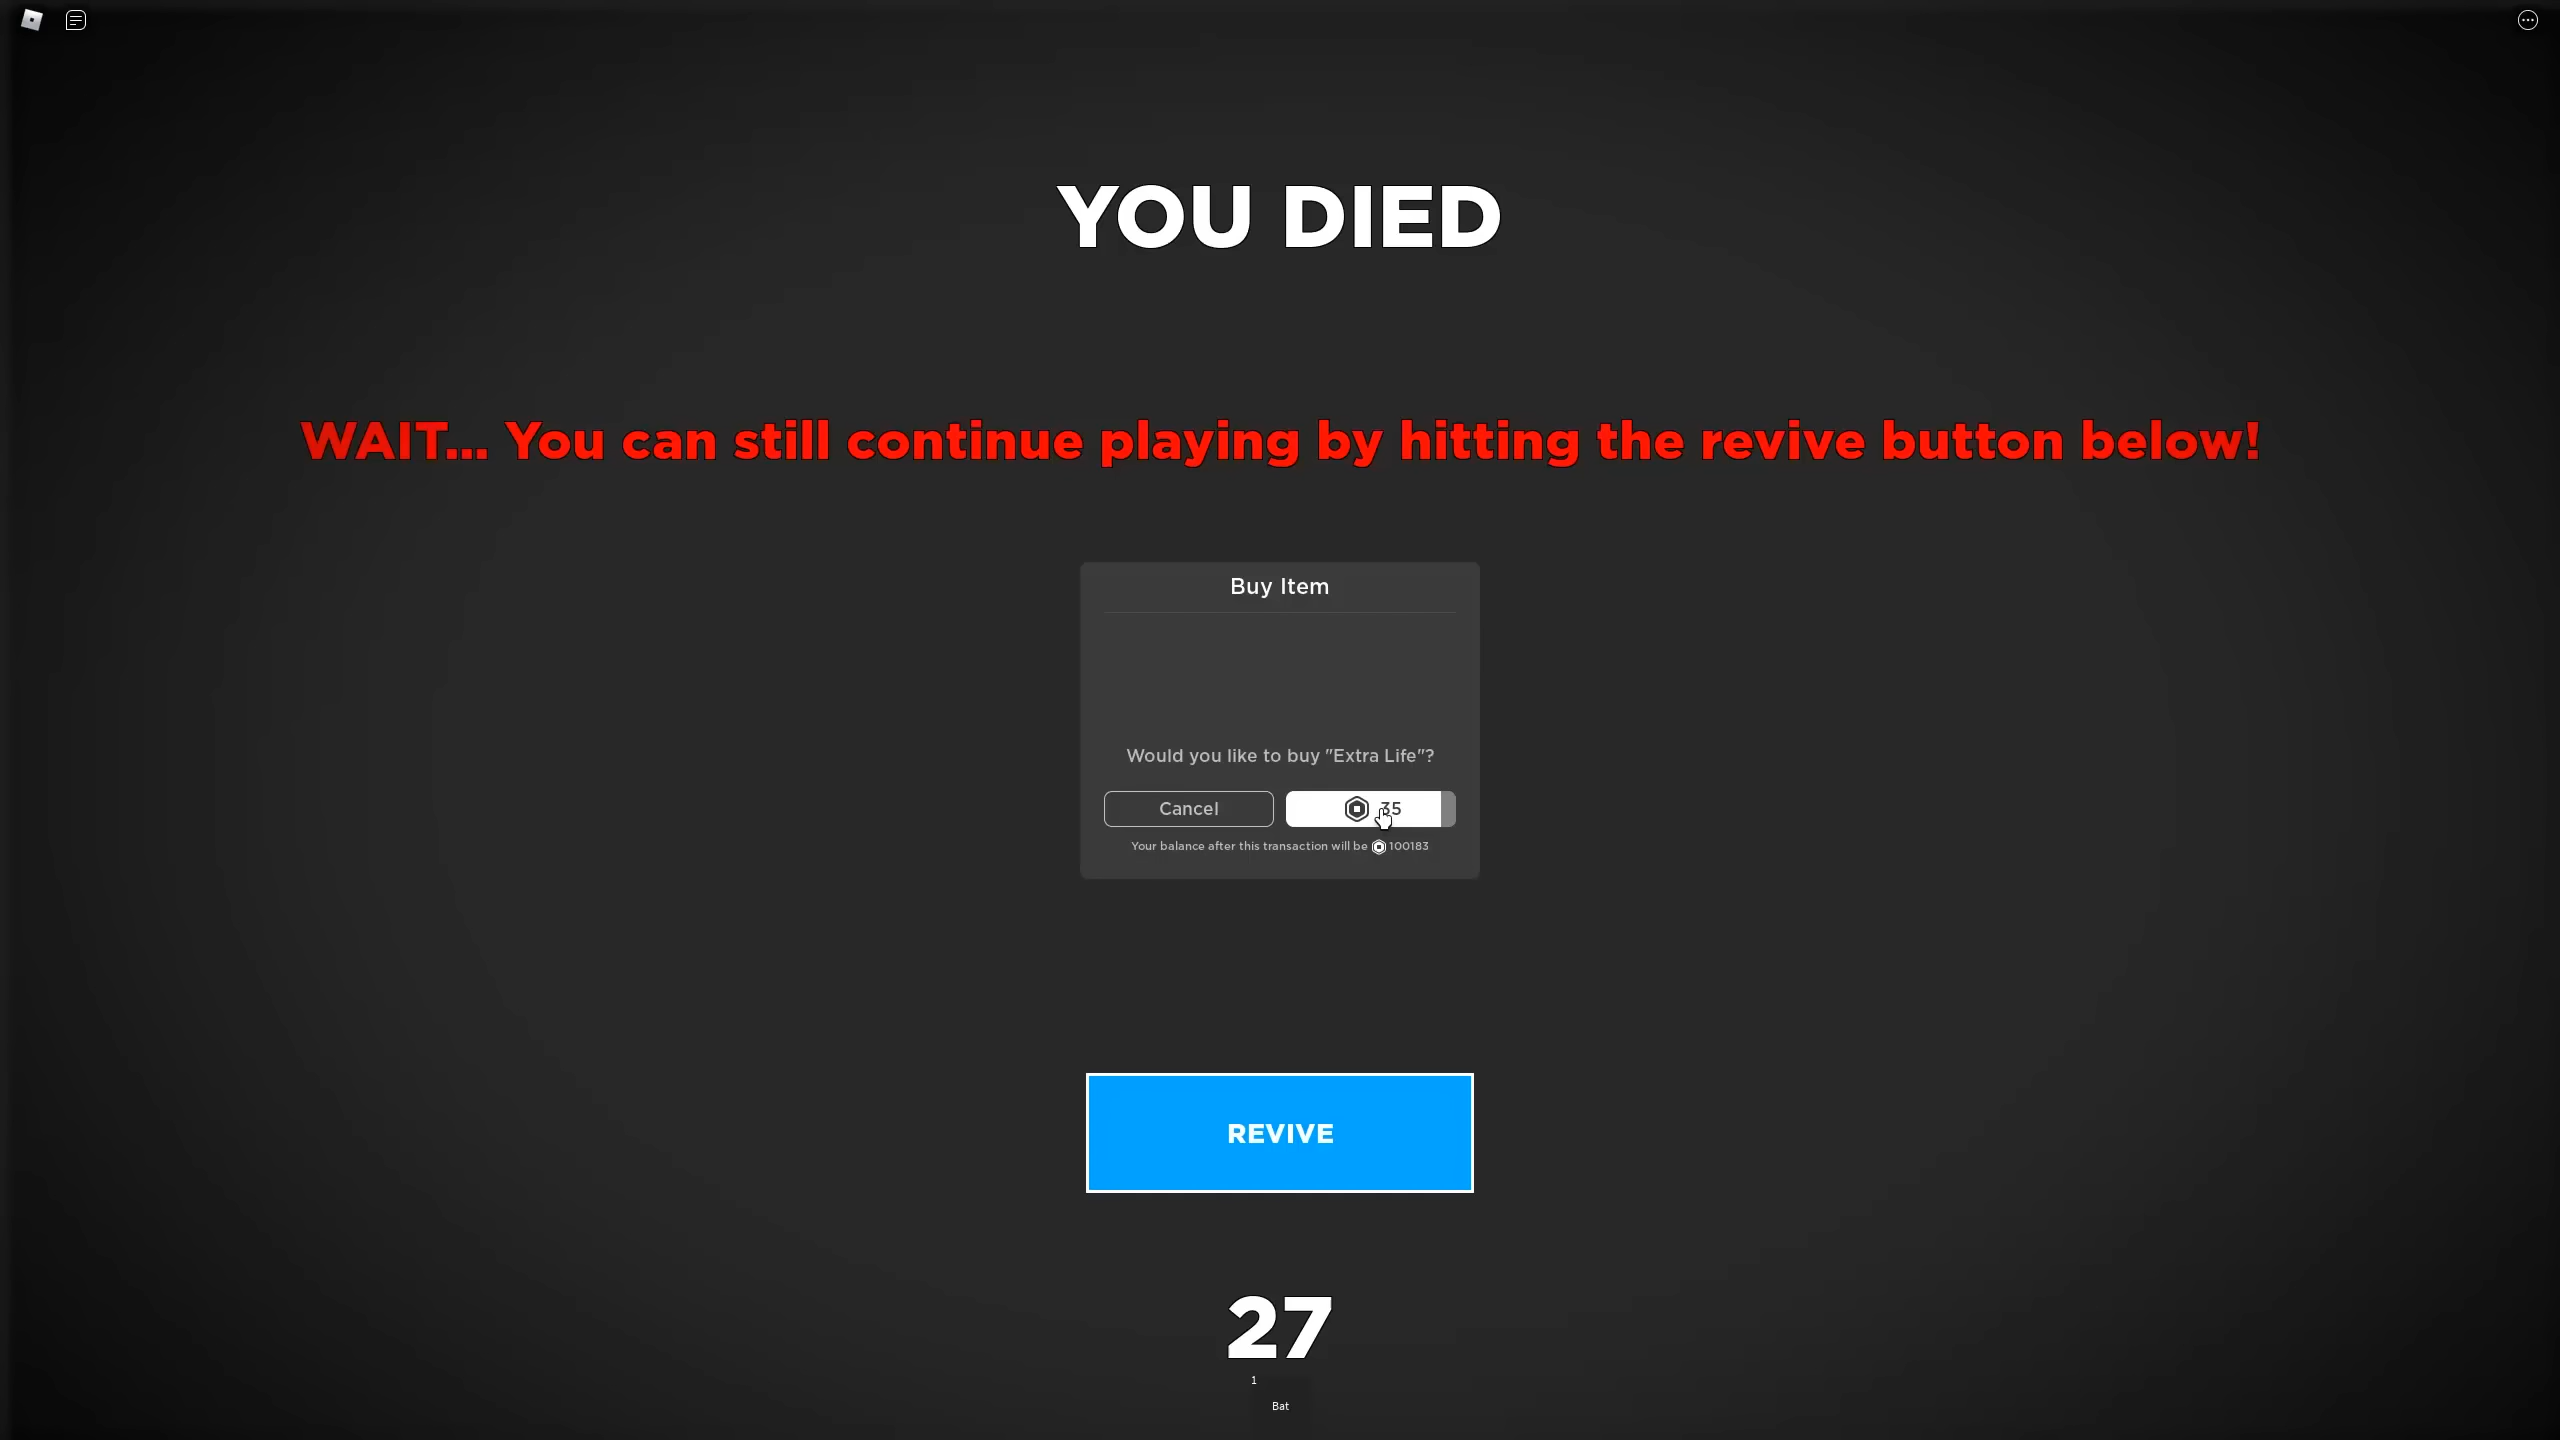 YOU DIED
WAIT... You can still continue playing by hitting the revive button below!
Buy Item
Would you like to buy "Extra Life"?
Cancel
35
Your balance after this transaction will be 100183
REVIVE
27
1
Bat